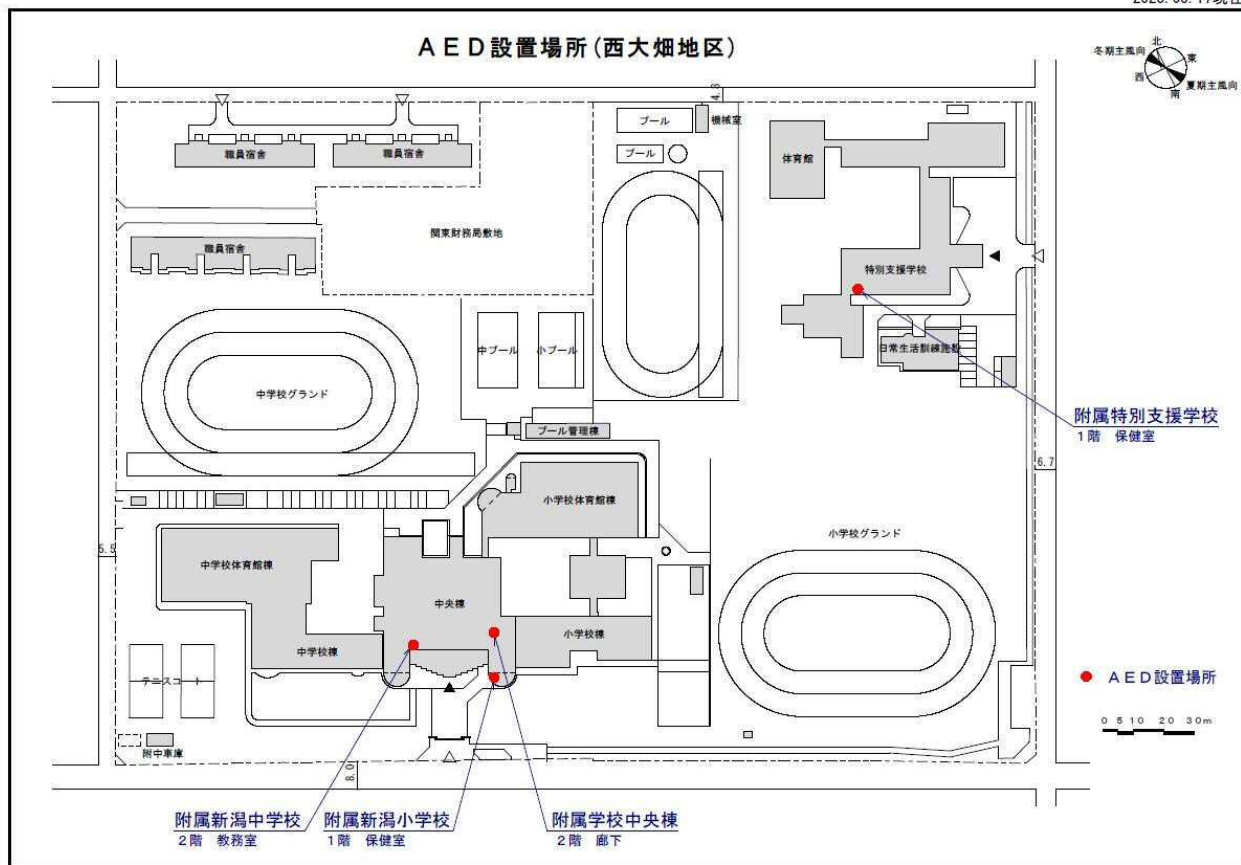 AED設置場所(西大畑地区)
北
冬期主風向
東
西
夏期主風向
南
4.3
プール
機械室
職員宿舎
職員宿舎
プール
体育館
関東財務局敷地
職員宿舎
特別支援学校
中プール
小プール
日常生活訓練施設
中学校グランド
附属特別支援学校
1階 保健室
プール管理棟
6.7
小学校体育館棟
小学校グランド
5.5
中学校体育館棟
中央棟
小学校棟
中学校棟
テニスコート
AED設置場所
0 5 10 20 30m
附中車庫
8.0
附属新潟中学校
2階 教務室
附属新潟小学校
1階 保健室
附属学校中央棟
2階 廊下